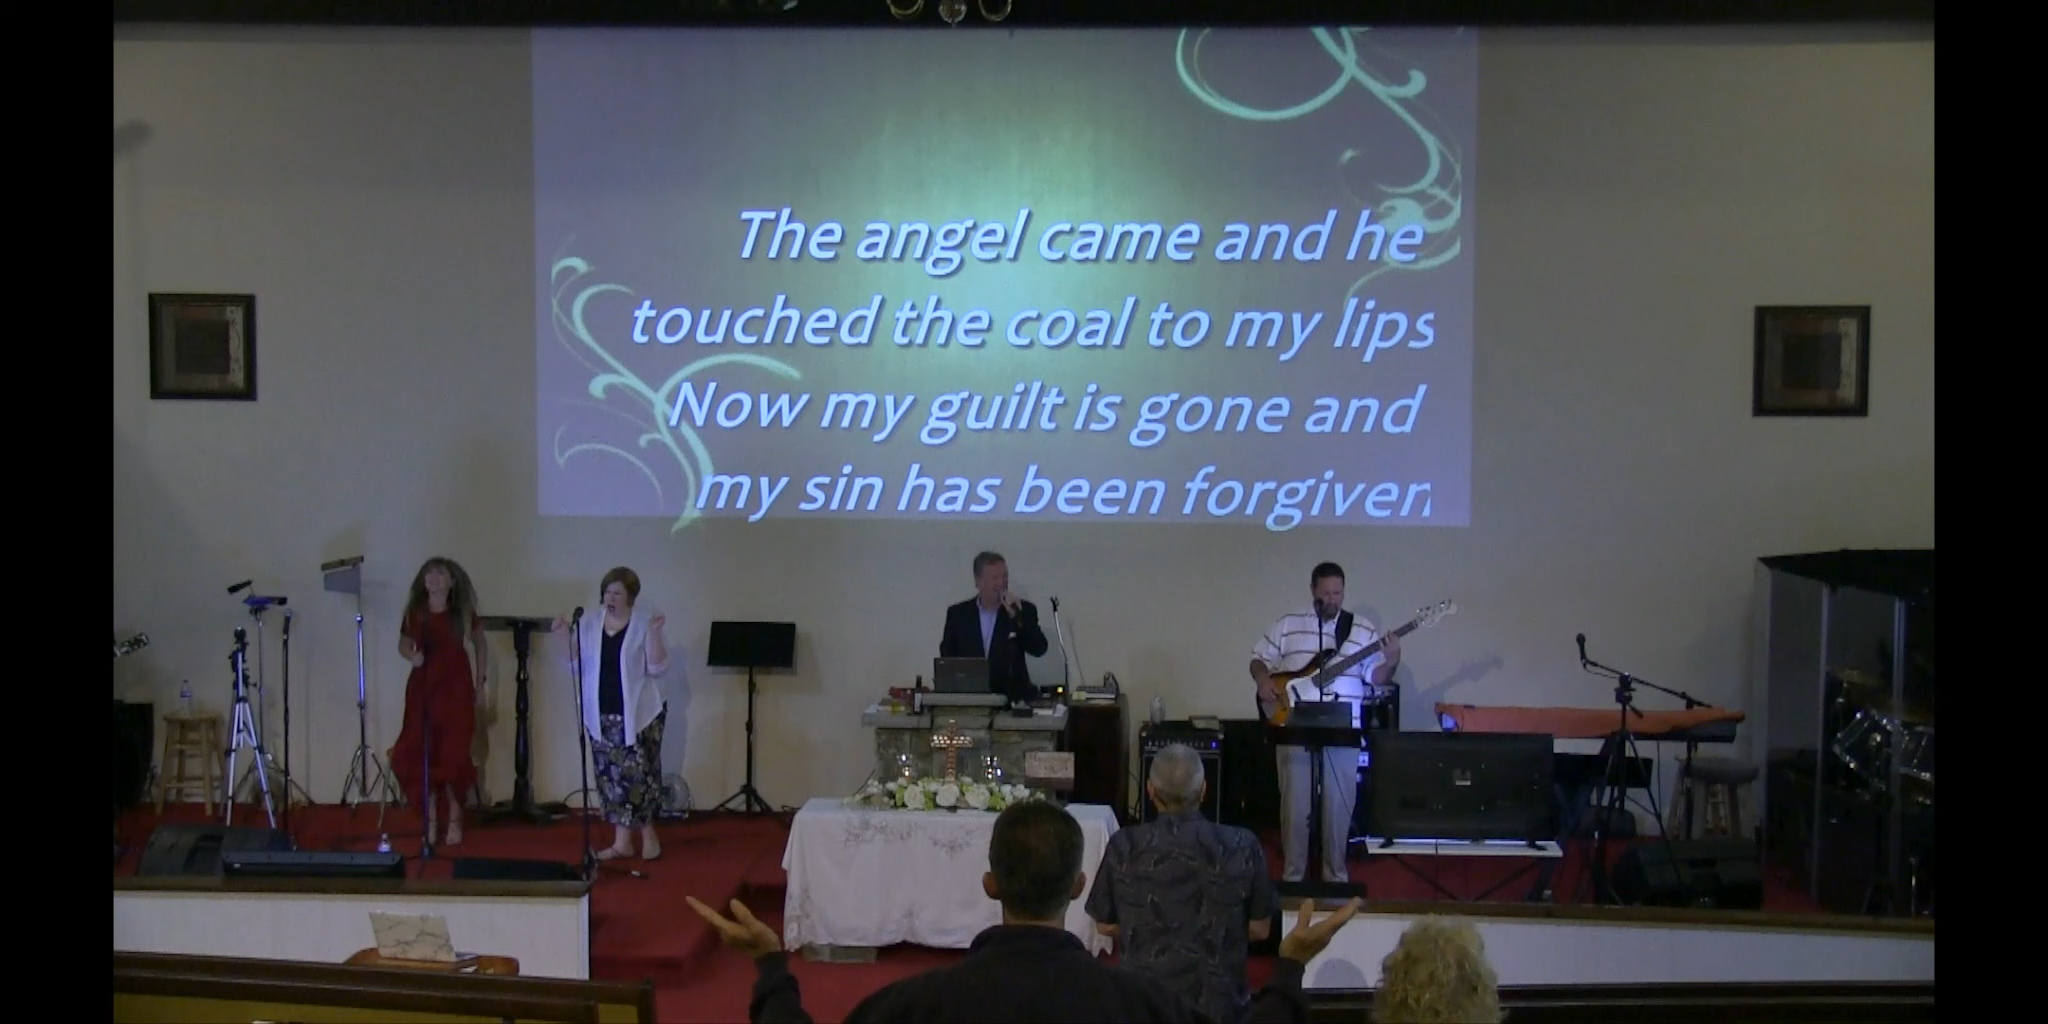 The angel came and he
touched the coal to my lips
Now my guilt is gone and
my sin has been forgiven